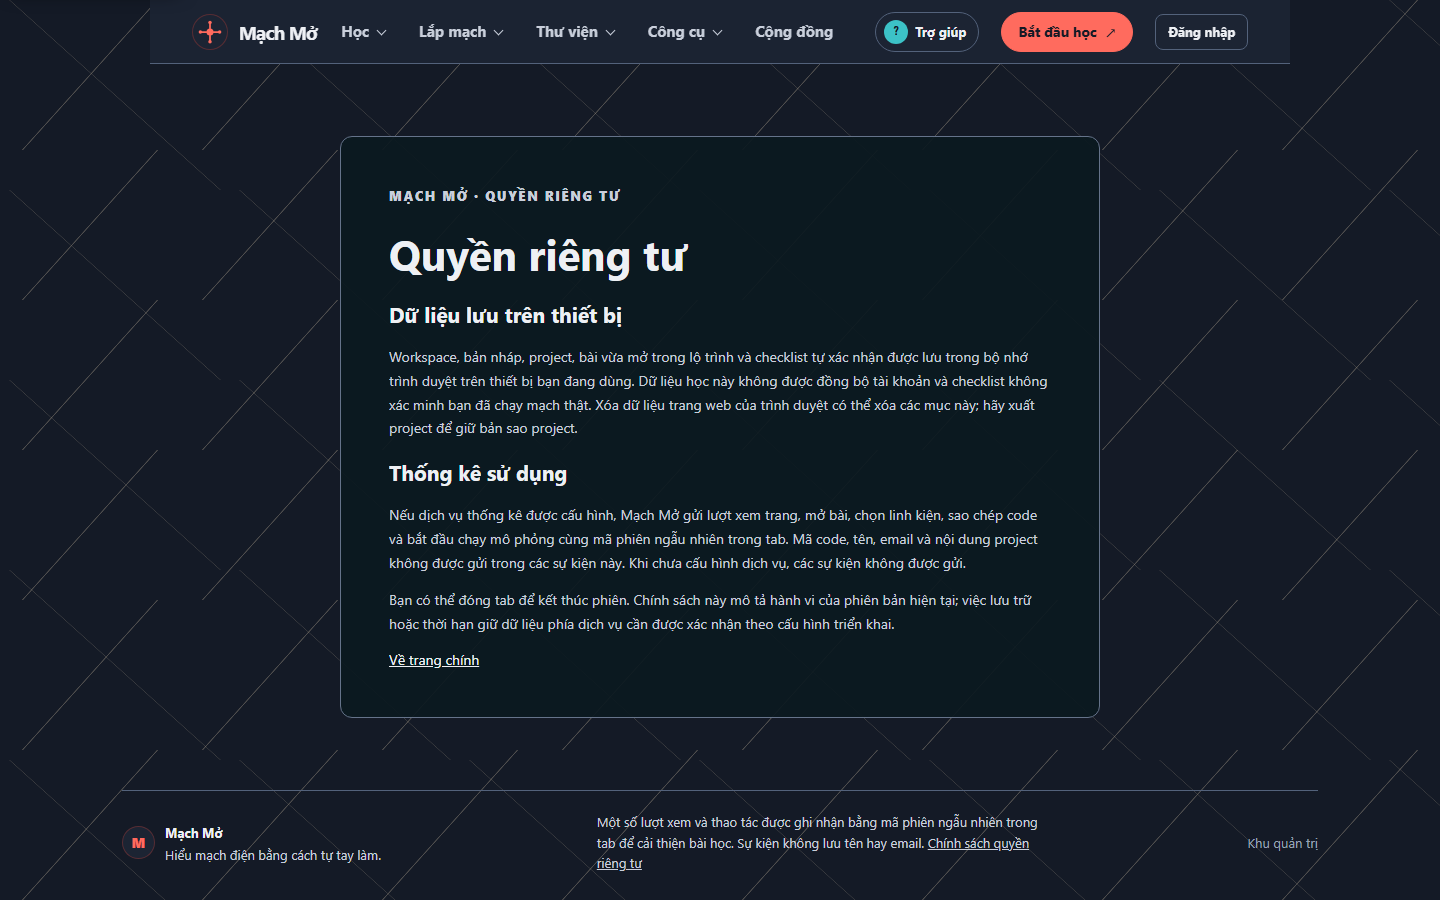 Mạch Mở
Học
Lắp mạch
Thư viện
Công cụ
Cộng đồng
? Trợ giúp
Bắt đầu học ↗
Đăng nhập
MẠCH MỞ · QUYỀN RIÊNG TƯ
Quyền riêng tư
Dữ liệu lưu trên thiết bị
Workspace, bản nháp, project, bài vừa mở trong lộ trình và checklist tự xác nhận được lưu trong bộ nhớ
trình duyệt trên thiết bị bạn đang dùng. Dữ liệu học này không được đồng bộ tài khoản và checklist không
xác minh bạn đã chạy mạch thật. Xóa dữ liệu trang web của trình duyệt có thể xóa các mục này; hãy xuất
project để giữ bản sao project.
Thống kê sử dụng
Nếu dịch vụ thống kê được cấu hình, Mạch Mở gửi lượt xem trang, mở bài, chọn linh kiện, sao chép code
và bắt đầu chạy mô phỏng cùng mã phiên ngẫu nhiên trong tab. Mã code, tên, email và nội dung project
không được gửi trong các sự kiện này. Khi chưa cấu hình dịch vụ, các sự kiện không được gửi.
Bạn có thể đóng tab để kết thúc phiên. Chính sách này mô tả hành vi của phiên bản hiện tại; việc lưu trữ
hoặc thời hạn giữ dữ liệu phía dịch vụ cần được xác nhận theo cấu hình triển khai.
Về trang chính
M
Mạch Mở
Hiểu mạch điện bằng cách tự tay làm.
Một số lượt xem và thao tác được ghi nhận bằng mã phiên ngẫu nhiên trong
tab để cải thiện bài học. Sự kiện không lưu tên hay email. Chính sách quyền
riêng tư
Khu quản trị